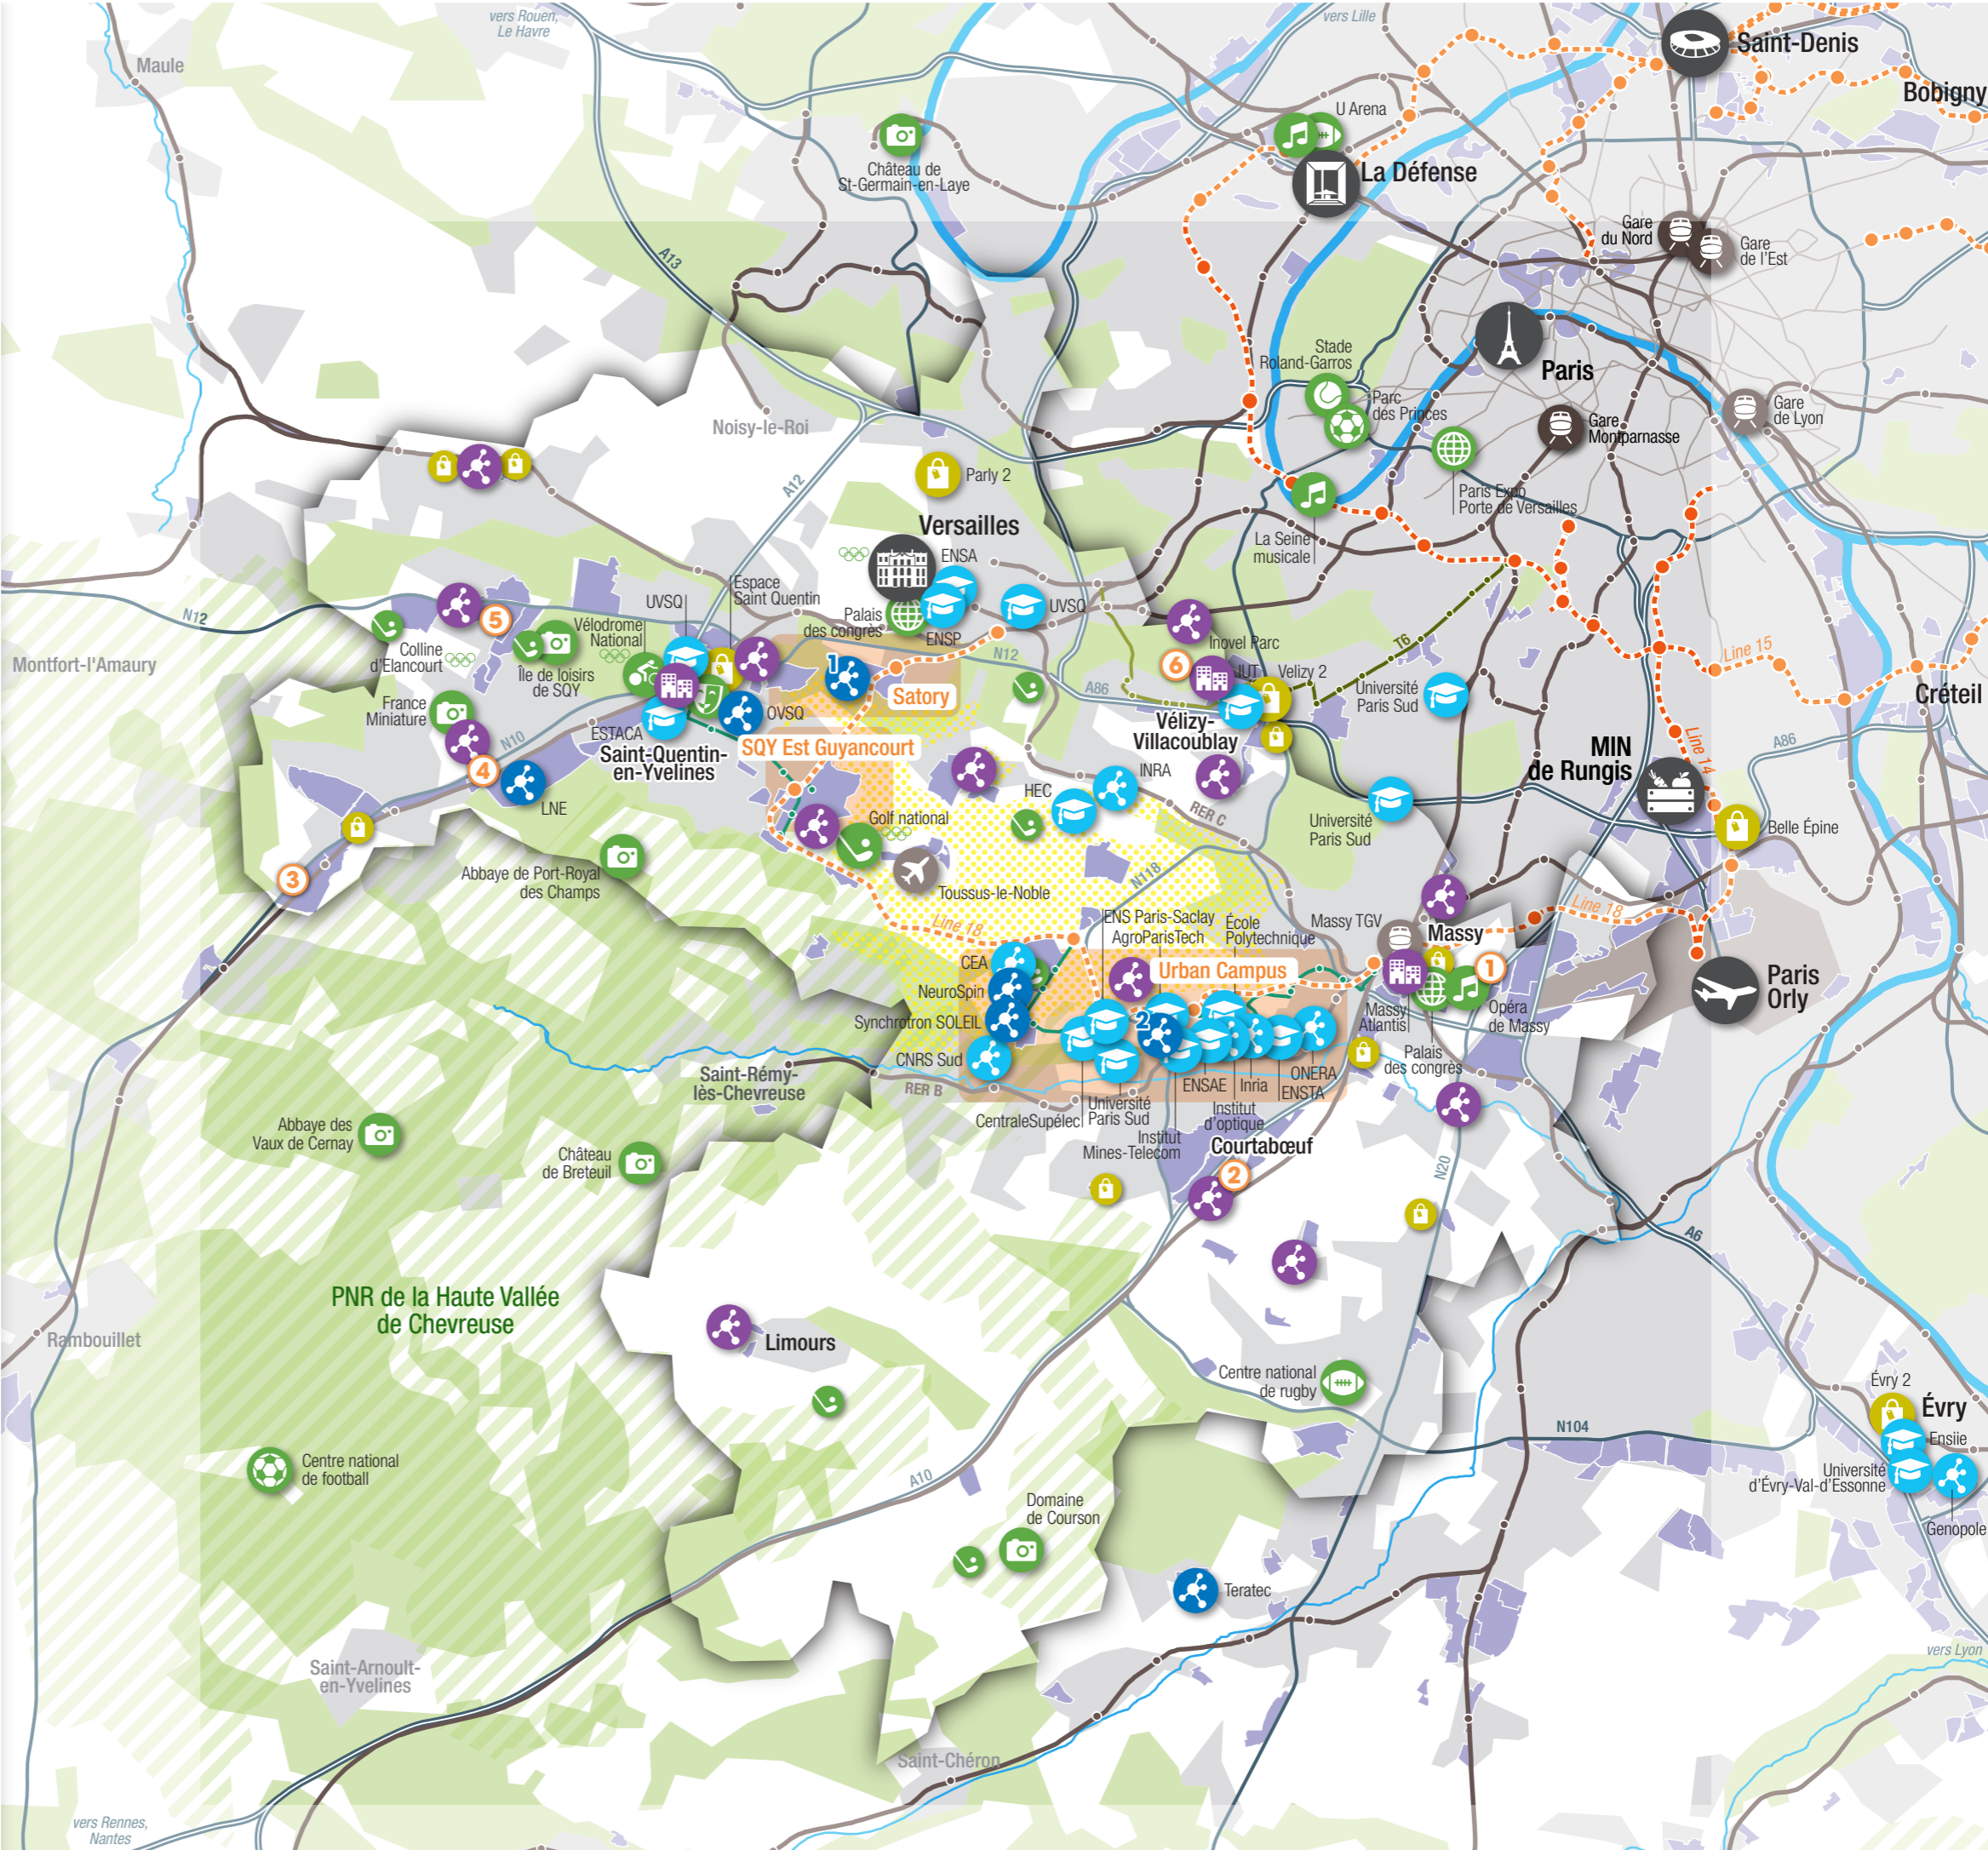 vers Rouen,
Le Havre
vers Lille
Saint-Denis
Maule
Bobigny
U Arena
Château de
St-Germain-en-Laye
La Défense
Gare
du Nord
Gare
de l'Est
A13
Stade
Roland-Garros
Paris
Parc
des Princes
Gare
de Lyon
Gare
Montparnasse
Noisy-le-Roi
A12
Parly 2
Paris Expo
Porte de Versailles
Versailles
ENSA
La Seine
musicale
Espace
Saint Quentin
UVSQ
Palais
des congrès
ENSP
UVSQ
N12
5
Vélodrome
National
Colline
d'Elancourt
Île de loisirs
de SQY
Montfort-l'Amaury
N12
Inovel Parc
T6
Line 15
6
IUT
Velizy 2
1
Satory
A86
Université
Paris Sud
Créteil
France
Miniature
OVSQ
ESTACA
N10
Saint-Quentin-
en-Yvelines
SQY Est Guyancourt
Vélizy-
Villacoublay
MIN
de Rungis
Line 14
A86
4
LNE
INRA
HEC
RER C
Golf national
Université
Paris Sud
Belle Épine
3
Abbaye de Port-Royal
des Champs
Toussus-le-Noble
N118
Line 18
ENS Paris-Saclay
AgroParisTech
École
Polytechnique
Massy TGV
Massy
Line 18
CEA
Urban Campus
1
Paris
Orly
NeuroSpin
Synchrotron SOLEIL
2
Massy
Atlantis
Opéra
de Massy
CNRS Sud
Palais
des congrès
Saint-Rémy-
lès-Chevreuse
RER B
ENSAE
Inria
ONERA
ENSTA
CentraleSupélec
Université
Paris Sud
Institut
d'optique
Institut
Mines-Telecom
Courtabœuf
2
N20
Abbaye des
Vaux de Cernay
Château
de Breteuil
A6
PNR de la Haute Vallée
de Chevreuse
Rambouillet
Limours
Centre national
de rugby
Évry 2
Évry
N104
Ensiie
Université
d'Évry-Val-d'Essonne
Genopole
Centre national
de football
A10
Domaine
de Courson
Teratec
Saint-Arnoult-
en-Yvelines
vers Lyon
Saint-Chéron
vers Rennes,
Nantes